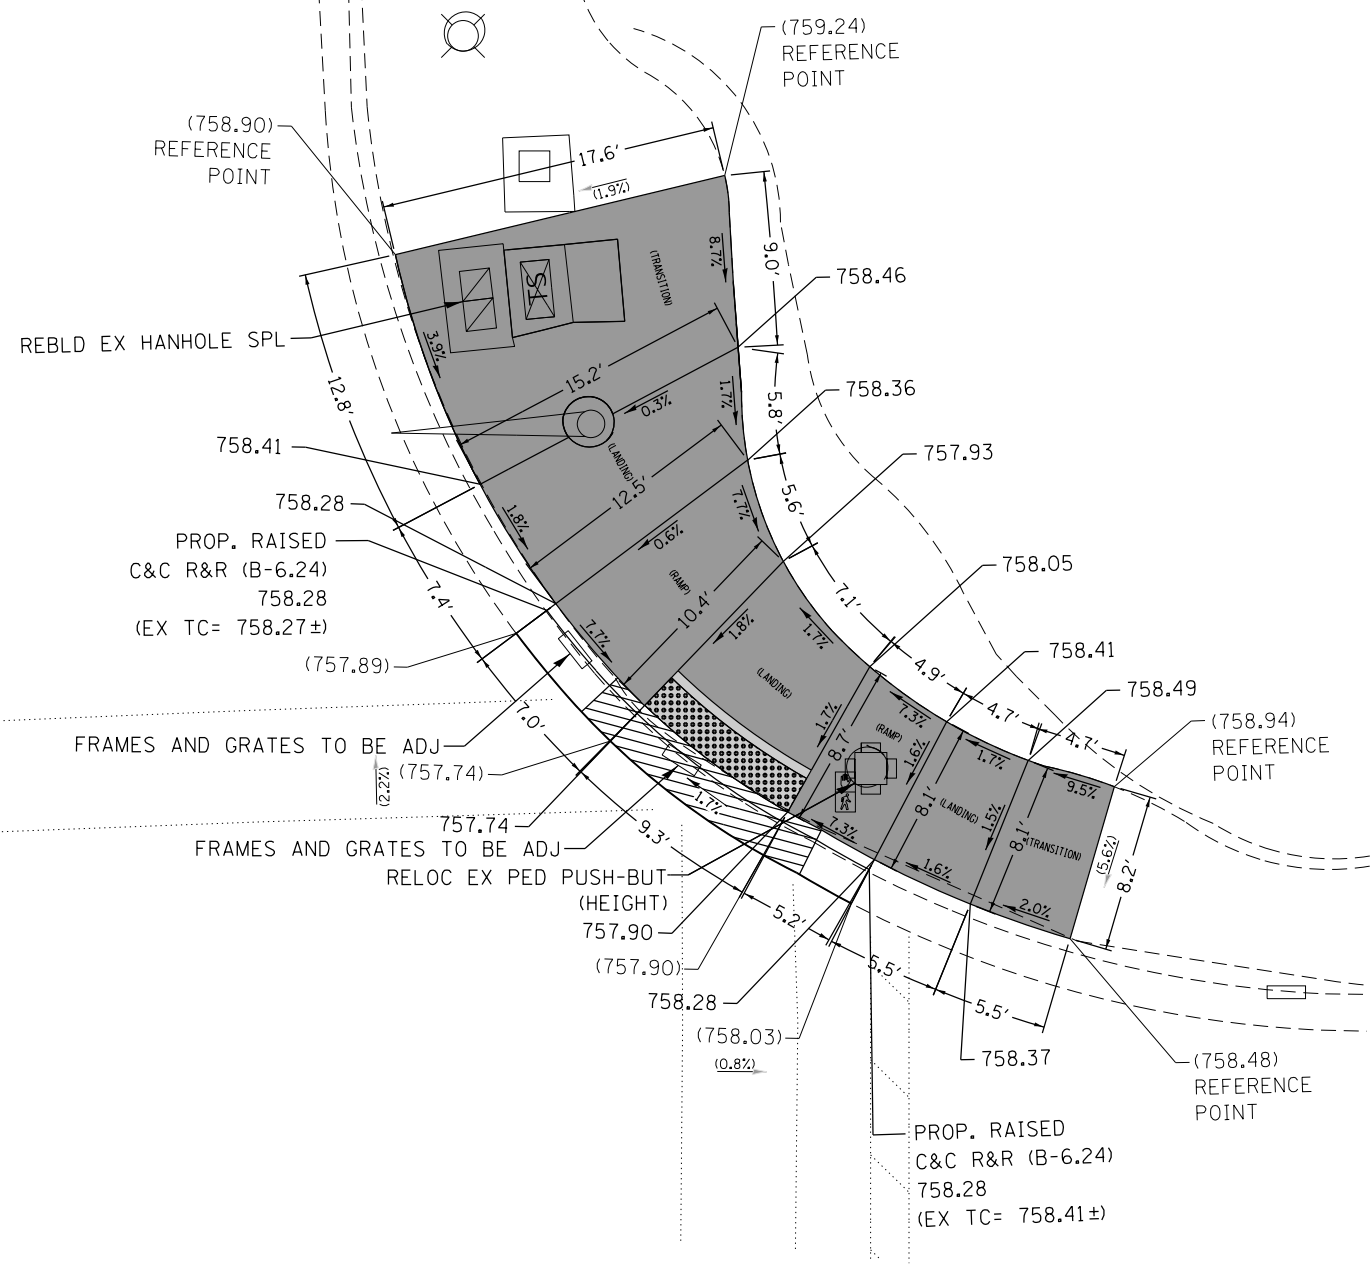 (759.24)
REFERENCE
POINT
(758.90)
REFERENCE
POINT
17.6'
(1.9%)
8.7%
(TRANSITION)
9.0'
758.46
TS
REBLD EX HANHOLE SPL
3.9%
12.8'
15.2'
0.3%
1.7%
5.8'
758.36
758.41
(LANDING)
12.5'
757.93
758.28
1.8%
7.7%
5.6'
PROP. RAISED
C&C R&R (B-6.24)
758.28
(EX TC= 758.27±)
0.6%
(RAMP)
10.4'
7.4'
7.1'
758.05
(757.89)
7.7%
1.8%
1.7%
758.41
4.9'
(LANDING)
758.49
4.7'
(758.94)
REFERENCE
POINT
7.0'
FRAMES AND GRATES TO BE ADJ
(2.2%)
(757.74)
7.3%
(RAMP)
1.7%
8.7'
1.6%
1.7%
4.7'
9.5%
1.7%
757.74
9.3'
FRAMES AND GRATES TO BE ADJ
7.3%
8.1'
(LANDING)
1.5%
8.1'
(TRANSITION)
(5.6%)
8.2'
RELOC EX PED PUSH-BUT
(HEIGHT)
757.90
1.6%
2.0%
(757.90)
5.2'
758.28
5.5'
5.5'
(758.03)
(0.8%)
758.37
(758.48)
REFERENCE
POINT
PROP. RAISED
C&C R&R (B-6.24)
758.28
(EX TC= 758.41±)